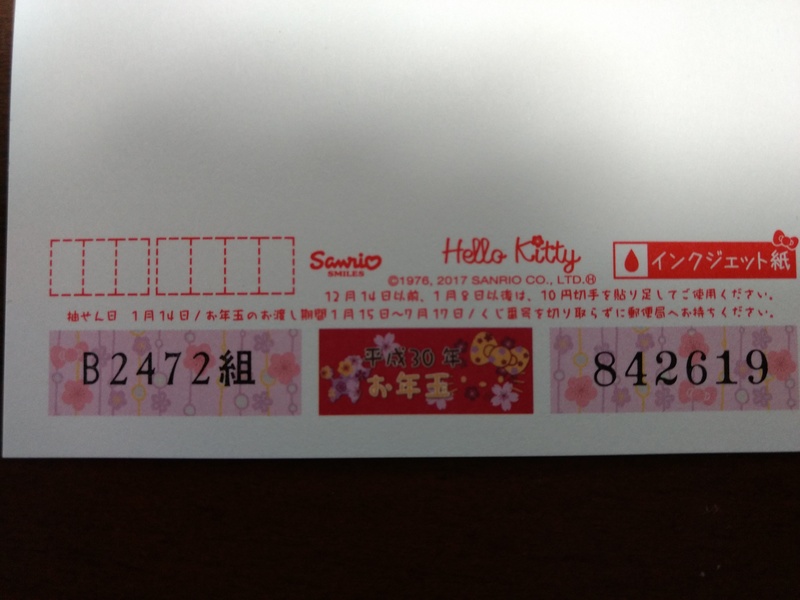 Sanrio
SMILES
Hello Kitty
インクジェット紙
©1976, 2017 SANRIO CO., LTD.Ⓗ
12月14日以前、1月8日以後は、10円切手を貼り足してご使用ください。
抽せん日 1月14日/お年玉のお渡し期間1月15日~7月17日/くじ番号を切り取らずに郵便局へお持ちください。
B2472組
平成30年
お年玉
842619